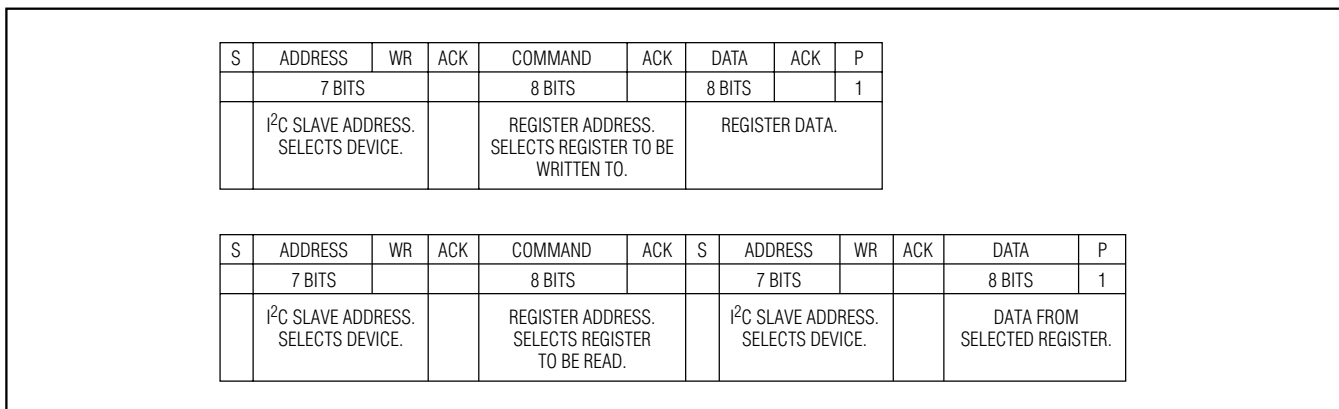 S ADDRESS WR ACK COMMAND ACK DATA ACK P
7 BITS 8 BITS 8 BITS 1
I2C SLAVE ADDRESS. SELECTS DEVICE.
REGISTER ADDRESS. SELECTS REGISTER TO BE WRITTEN TO.
REGISTER DATA.
S ADDRESS WR ACK COMMAND ACK S ADDRESS WR ACK DATA P
7 BITS 8 BITS 7 BITS 8 BITS 1
I2C SLAVE ADDRESS. SELECTS DEVICE.
REGISTER ADDRESS. SELECTS REGISTER TO BE READ.
I2C SLAVE ADDRESS. SELECTS DEVICE.
DATA FROM SELECTED REGISTER.